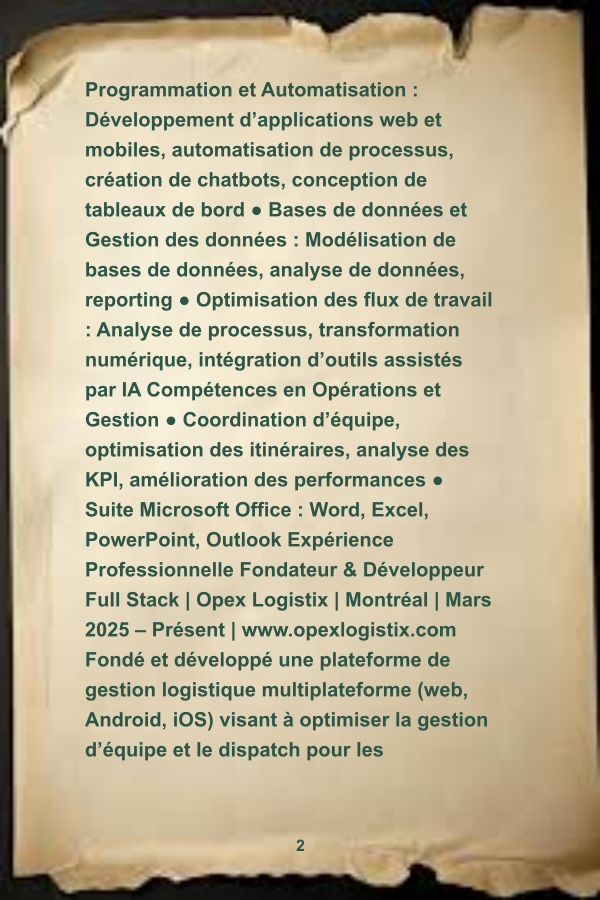 Programmation et Automatisation :
Développement d’applications web et
mobiles, automatisation de processus,
création de chatbots, conception de
tableaux de bord ● Bases de données et
Gestion des données : Modélisation de
bases de données, analyse de données,
reporting ● Optimisation des flux de travail
: Analyse de processus, transformation
numérique, intégration d’outils assistés
par IA Compétences en Opérations et
Gestion ● Coordination d’équipe,
optimisation des itinéraires, analyse des
KPI, amélioration des performances ●
Suite Microsoft Office : Word, Excel,
PowerPoint, Outlook Expérience
Professionnelle Fondateur & Développeur
Full Stack | Opex Logistix | Montréal | Mars
2025 – Présent | www.opexlogistix.com
Fondé et développé une plateforme de
gestion logistique multiplateforme (web,
Android, iOS) visant à optimiser la gestion
d’équipe et le dispatch pour les
2